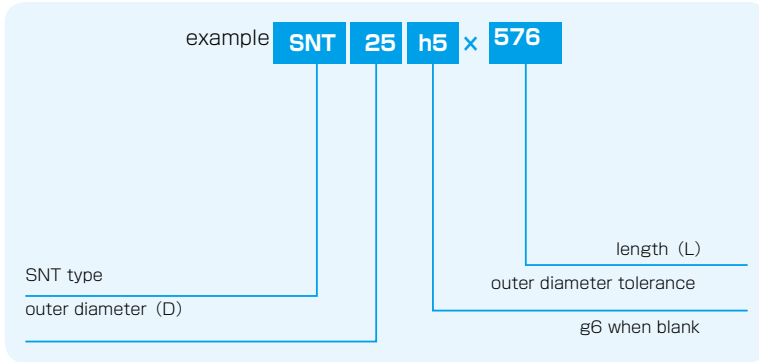 example SNT 25 h5 × 576
length（L）
SNT type
outer diameter tolerance
outer diameter（D）
g6 when blank